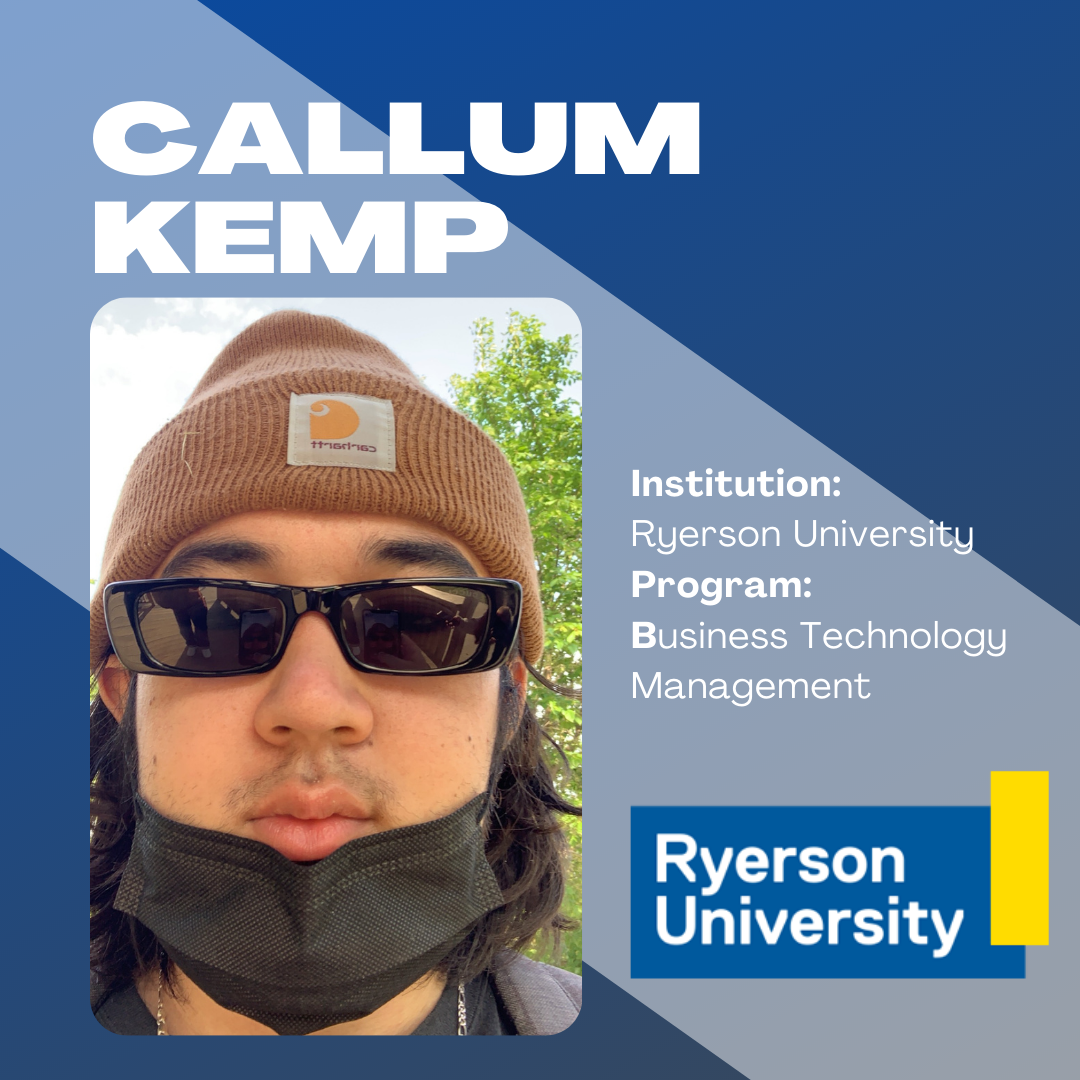 CALLUM
KEMP
carhartt
Institution:
Ryerson University
Program:
Business Technology
Management
Ryerson
University